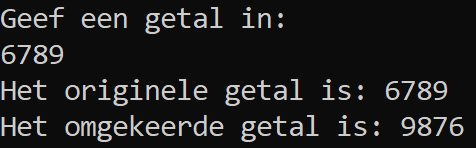 Geef een getal in:
6789
Het originele getal is: 6789
Het omgekeerde getal is: 9876